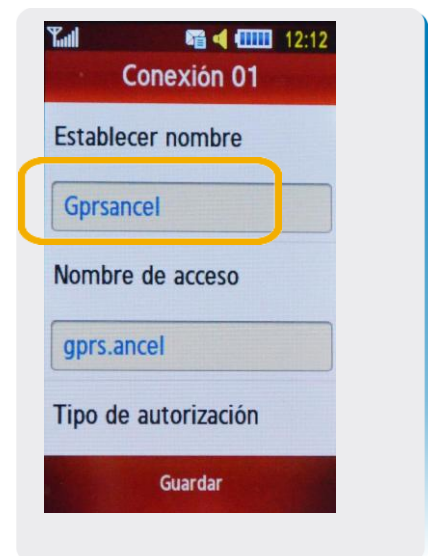 12:12
Conexión 01
Establecer nombre
Gprsancel
Nombre de acceso
gprs.ancel
Tipo de autorización
Guardar